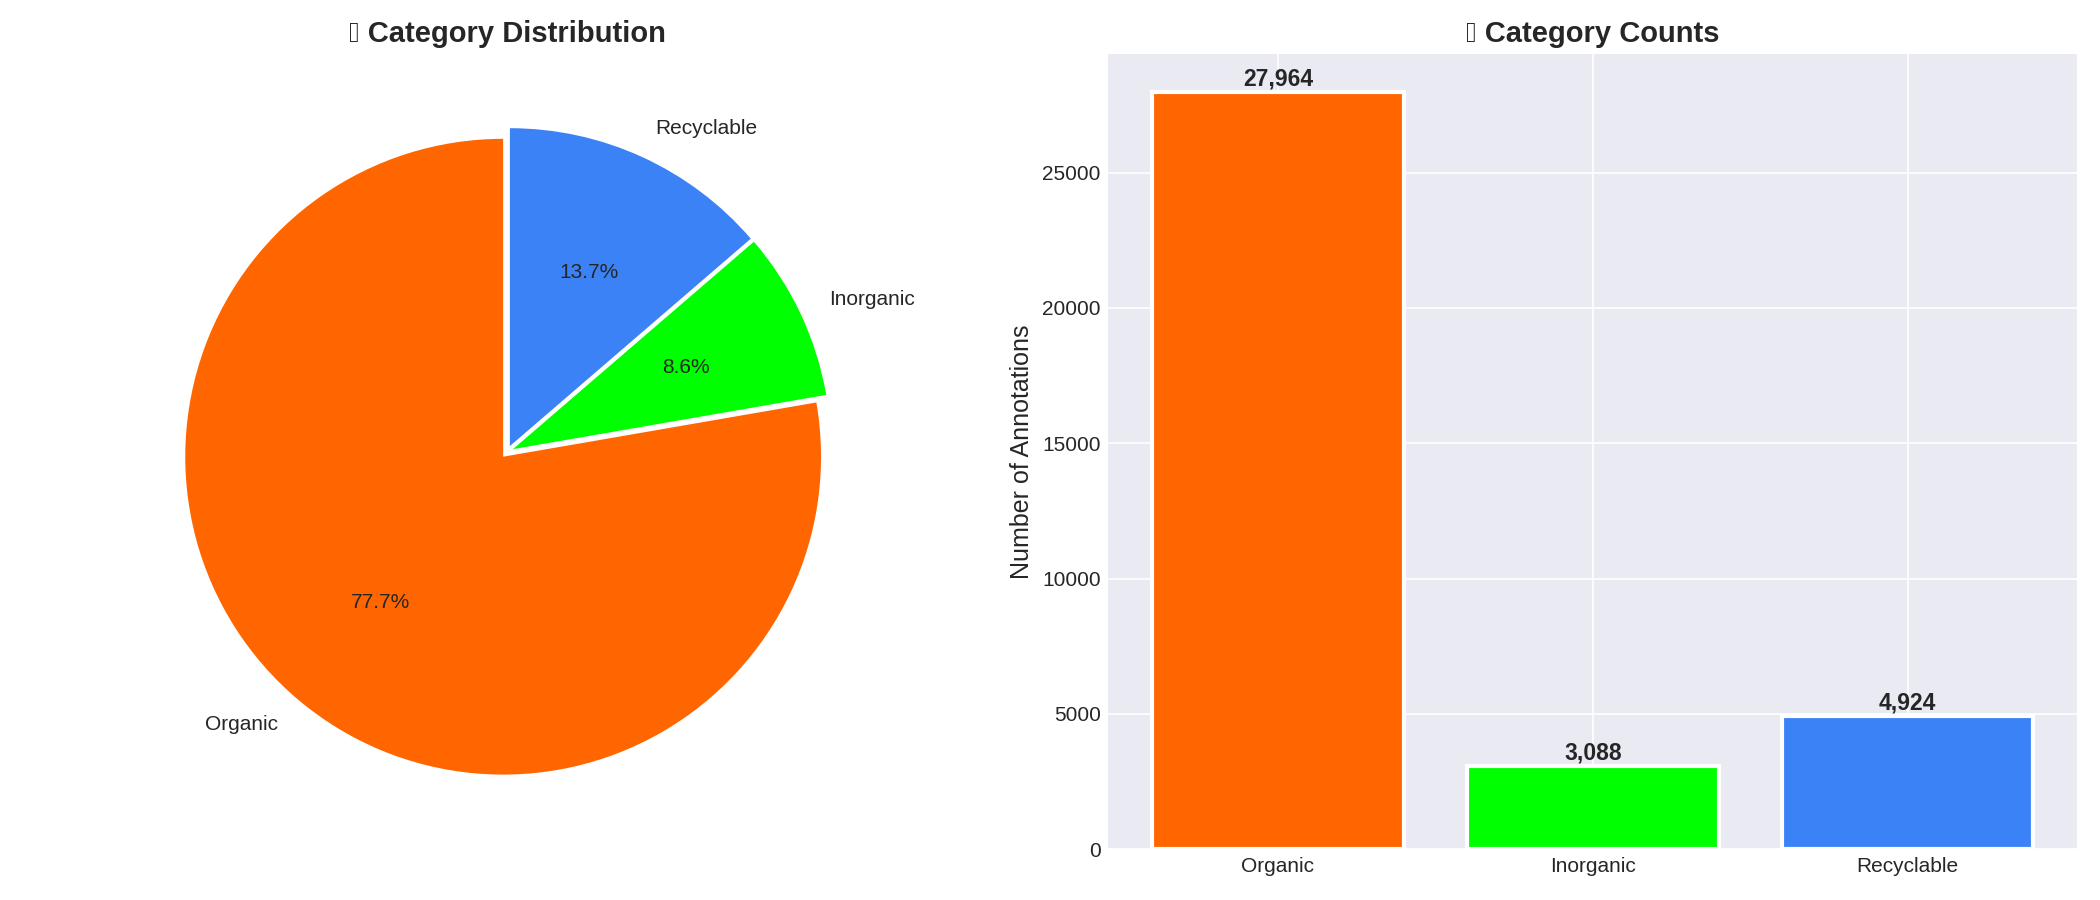 Category Distribution
Recyclable
13.7%
Inorganic
8.6%
77.7%
Organic
Category Counts
27,964
25000
20000
15000
10000
5000
0
Number of Annotations
4,924
3,088
Organic
Inorganic
Recyclable